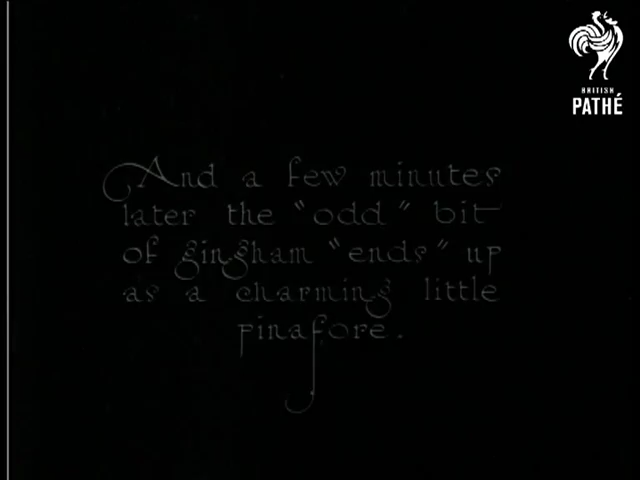 BRITISH
PATHÉ
And a few minutes
later the "odd" bit
of gingham "ends" up
as a charming little
pinafore.